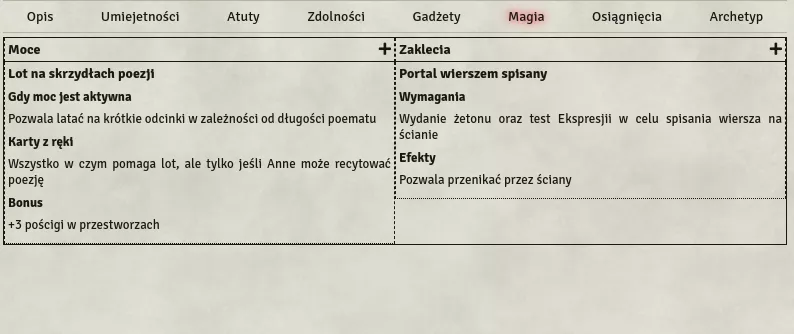 Opis Umiejetności Atuty Zdolności Gadżety Magia Osiągnięcia Archetyp
Moce +
Lot na skrzydłach poezji
Gdy moc jest aktywna
Pozwala latać na krótkie odcinki w zależności od długości poematu
Karty z ręki
Wszystko w czym pomaga lot, ale tylko jeśli Anne może recytować
poezję
Bonus
+3 pościgi w przestworzach
Zaklecia +
Portal wierszem spisany
Wymagania
Wydanie żetonu oraz test Ekspresjii w celu spisania wiersza na
ścianie
Efekty
Pozwala przenikać przez ściany